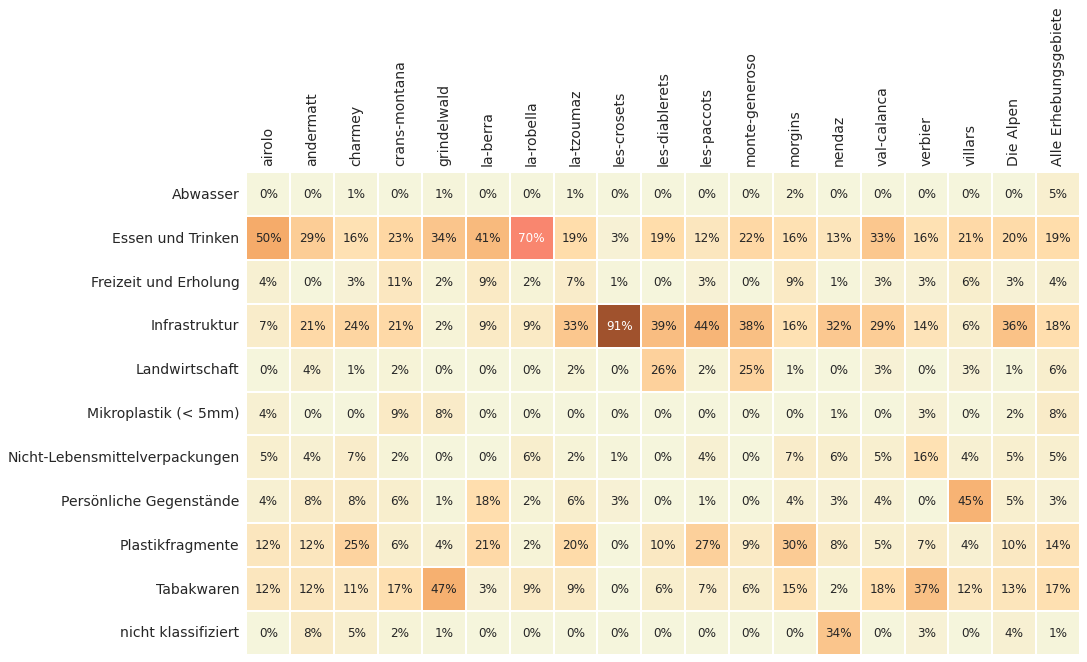 airolo andermatt charmey crans-montana grindelwald la-berra la-robella la-tzoumaz les-crosets les-diablerets les-paccots monte-generoso morgins nendaz val-calanca verbier villars Die Alpen Alle Erhebungsgebiete
Abwasser 0% 0% 1% 0% 1% 0% 0% 1% 0% 0% 0% 0% 2% 0% 0% 0% 0% 0% 5%
Essen und Trinken 50% 29% 16% 23% 34% 41% 70% 19% 3% 19% 12% 22% 16% 13% 33% 16% 21% 20% 19%
Freizeit und Erholung 4% 0% 3% 11% 2% 9% 2% 7% 1% 0% 3% 0% 9% 1% 3% 3% 6% 3% 4%
Infrastruktur 7% 21% 24% 21% 2% 9% 9% 33% 91% 39% 44% 38% 16% 32% 29% 14% 6% 36% 18%
Landwirtschaft 0% 4% 1% 2% 0% 0% 0% 2% 0% 26% 2% 25% 1% 0% 3% 0% 3% 1% 6%
Mikroplastik (< 5mm) 4% 0% 0% 9% 8% 0% 0% 0% 0% 0% 0% 0% 0% 1% 0% 3% 0% 2% 8%
Nicht-Lebensmittelverpackungen 5% 4% 7% 2% 0% 0% 6% 2% 1% 0% 4% 0% 7% 6% 5% 16% 4% 5% 5%
Persönliche Gegenstände 4% 8% 8% 6% 1% 18% 2% 6% 3% 0% 1% 0% 4% 3% 4% 0% 45% 5% 3%
Plastikfragmente 12% 12% 25% 6% 4% 21% 2% 20% 0% 10% 27% 9% 30% 8% 5% 7% 4% 10% 14%
Tabakwaren 12% 12% 11% 17% 47% 3% 9% 9% 0% 6% 7% 6% 15% 2% 18% 37% 12% 13% 17%
nicht klassifiziert 0% 8% 5% 2% 1% 0% 0% 0% 0% 0% 0% 0% 0% 34% 0% 3% 0% 4% 1%